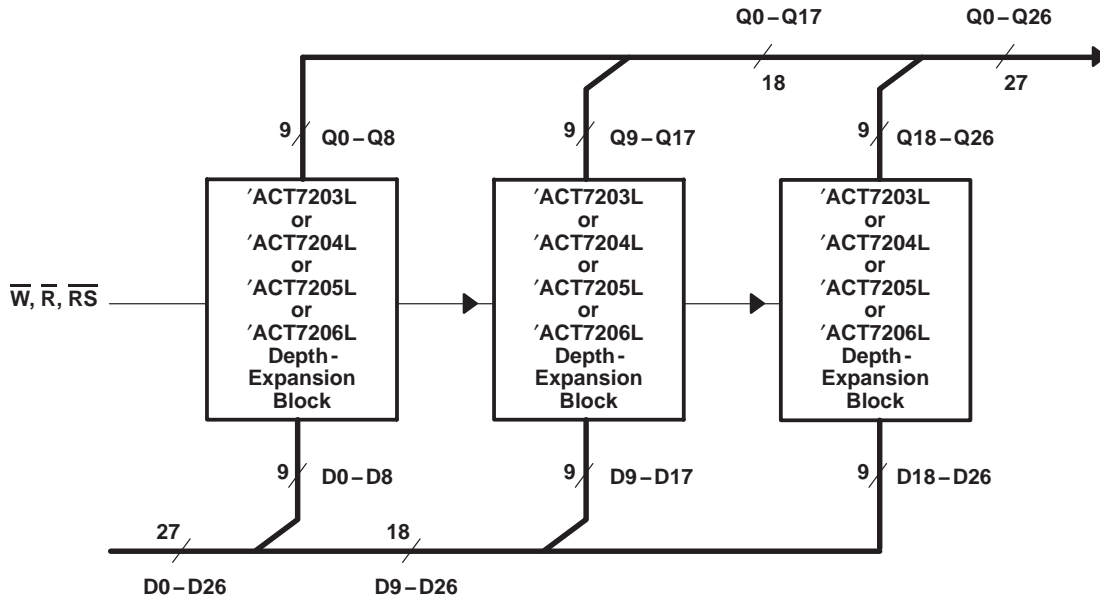 Q0–Q17 Q0–Q26
18 27
9 Q0–Q8 9 Q9–Q17 9 Q18–Q26
′ACT7203L
or
′ACT7204L
or
′ACT7205L
or
′ACT7206L
Depth-
Expansion
Block
′ACT7203L
or
′ACT7204L
or
′ACT7205L
or
′ACT7206L
Depth-
Expansion
Block
′ACT7203L
or
′ACT7204L
or
′ACT7205L
or
′ACT7206L
Depth-
Expansion
Block
W̅, R̅, R̅S̅
9 D0–D8 9 D9–D17 9 D18–D26
27 18
D0–D26 D9–D26